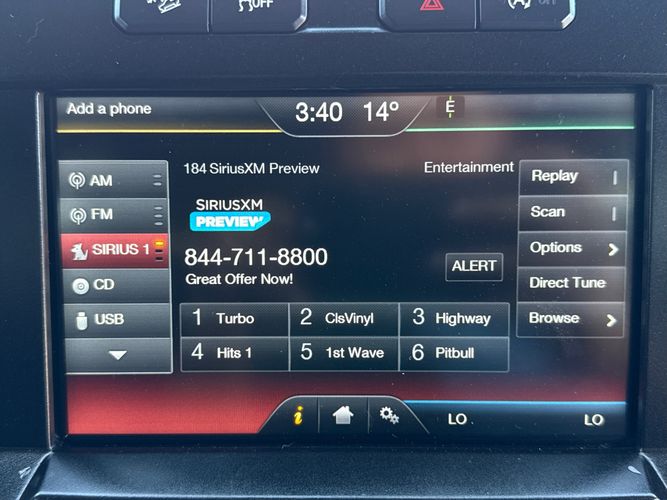 OFF
OFF
Add a phone
3:40 14° E
184 SiriusXM Preview Entertainment
AM
FM
SIRIUS 1
CD
USB
SIRIUSXM
PREVIEW
844-711-8800
Great Offer Now!
ALERT
1 Turbo 2 ClsVinyl 3 Highway
4 Hits 1 5 1st Wave 6 Pitbull
Replay
Scan
Options
Direct Tune
Browse
i
LO LO